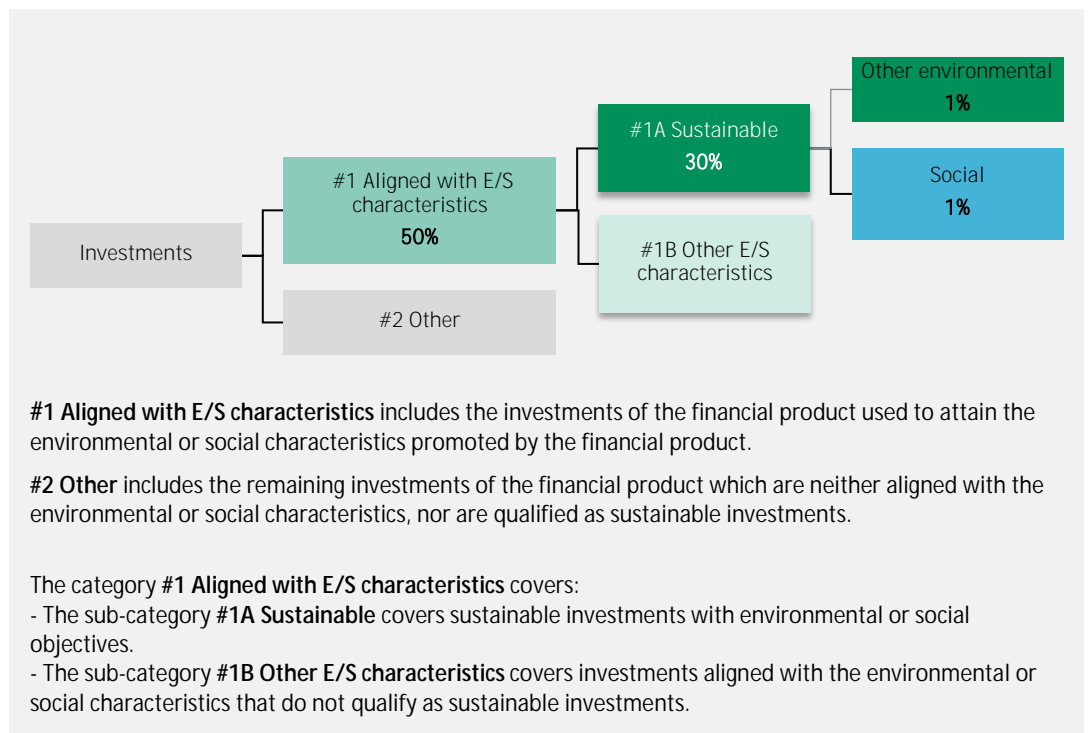 Other environmental
1%
#1A Sustainable
30%
Social
1%
#1 Aligned with E/S
characteristics
50%
#1B Other E/S
characteristics
Investments
#2 Other
#1 Aligned with E/S characteristics includes the investments of the financial product used to attain the
environmental or social characteristics promoted by the financial product.
#2 Other includes the remaining investments of the financial product which are neither aligned with the
environmental or social characteristics, nor are qualified as sustainable investments.
The category #1 Aligned with E/S characteristics covers:
- The sub-category #1A Sustainable covers sustainable investments with environmental or social
objectives.
- The sub-category #1B Other E/S characteristics covers investments aligned with the environmental or
social characteristics that do not qualify as sustainable investments.